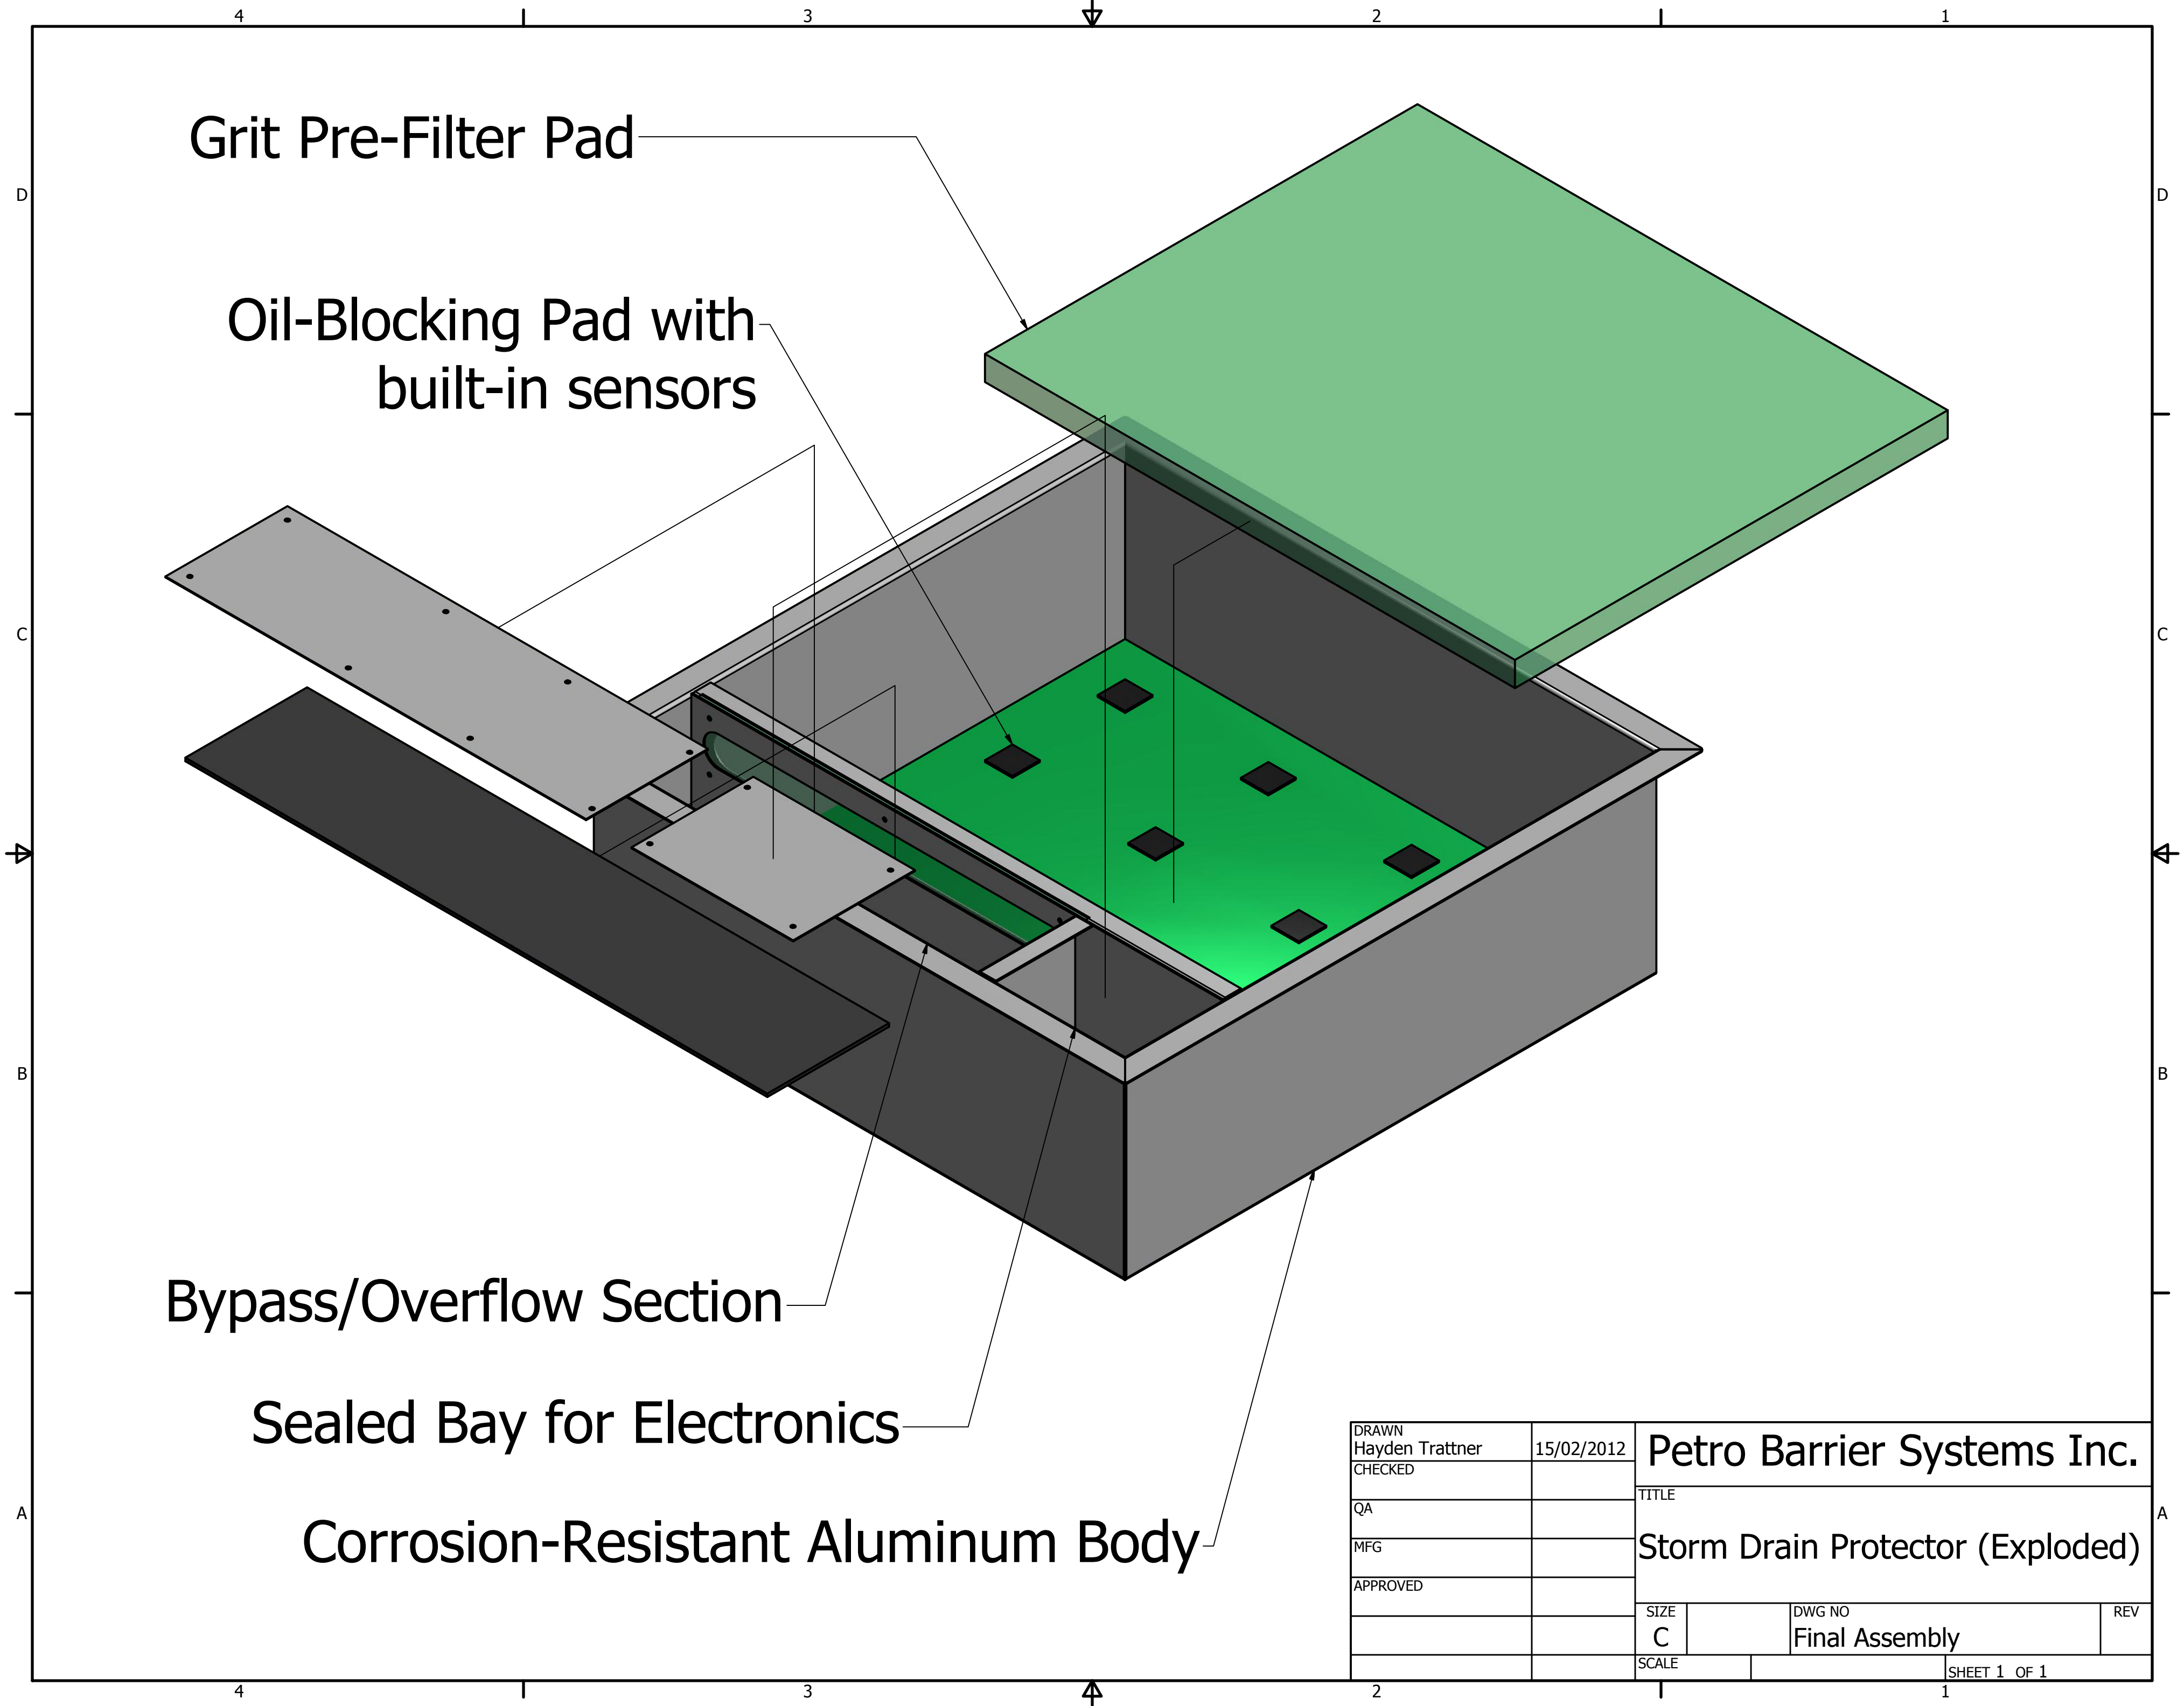 4 3 2 1
Grit Pre-Filter Pad
D D
Oil-Blocking Pad with
built-in sensors
C C
B B
Bypass/Overflow Section
Sealed Bay for Electronics
Corrosion-Resistant Aluminum Body
A A
DRAWN
Hayden Trattner 15/02/2012
CHECKED
QA
MFG
APPROVED
Petro Barrier Systems Inc.
TITLE
Storm Drain Protector (Exploded)
SIZE
C
DWG NO
Final Assembly
REV
SCALE
SHEET 1 OF 1
4 3 2 1